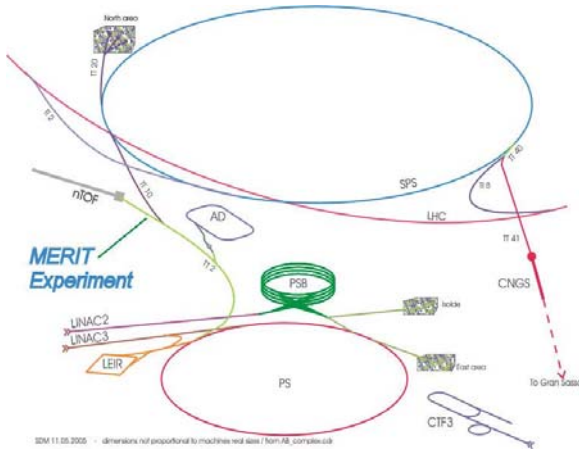 North area
TT 20
TI 2
TT 40
SPS
TI 8
nTOF
TT 10
AD
LHC
TT 41
MERIT
Experiment
TT 2
PSB
CNGS
LINAC2
Isolde
LINAC3
LEIR
PS
East area
To Gran Sasso
CTF3
SDM 11.05.2005 - dimensions not proportional to machines real sizes / from AB_complex.cdr